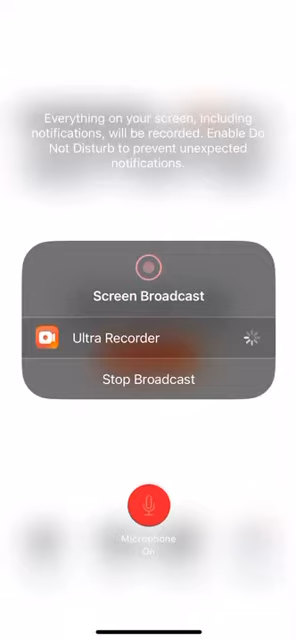 Everything on your screen, including
notifications, will be recorded. Enable Do
Not Disturb to prevent unexpected
notifications.
Screen Broadcast
Ultra Recorder
Stop Broadcast
Microphone
On